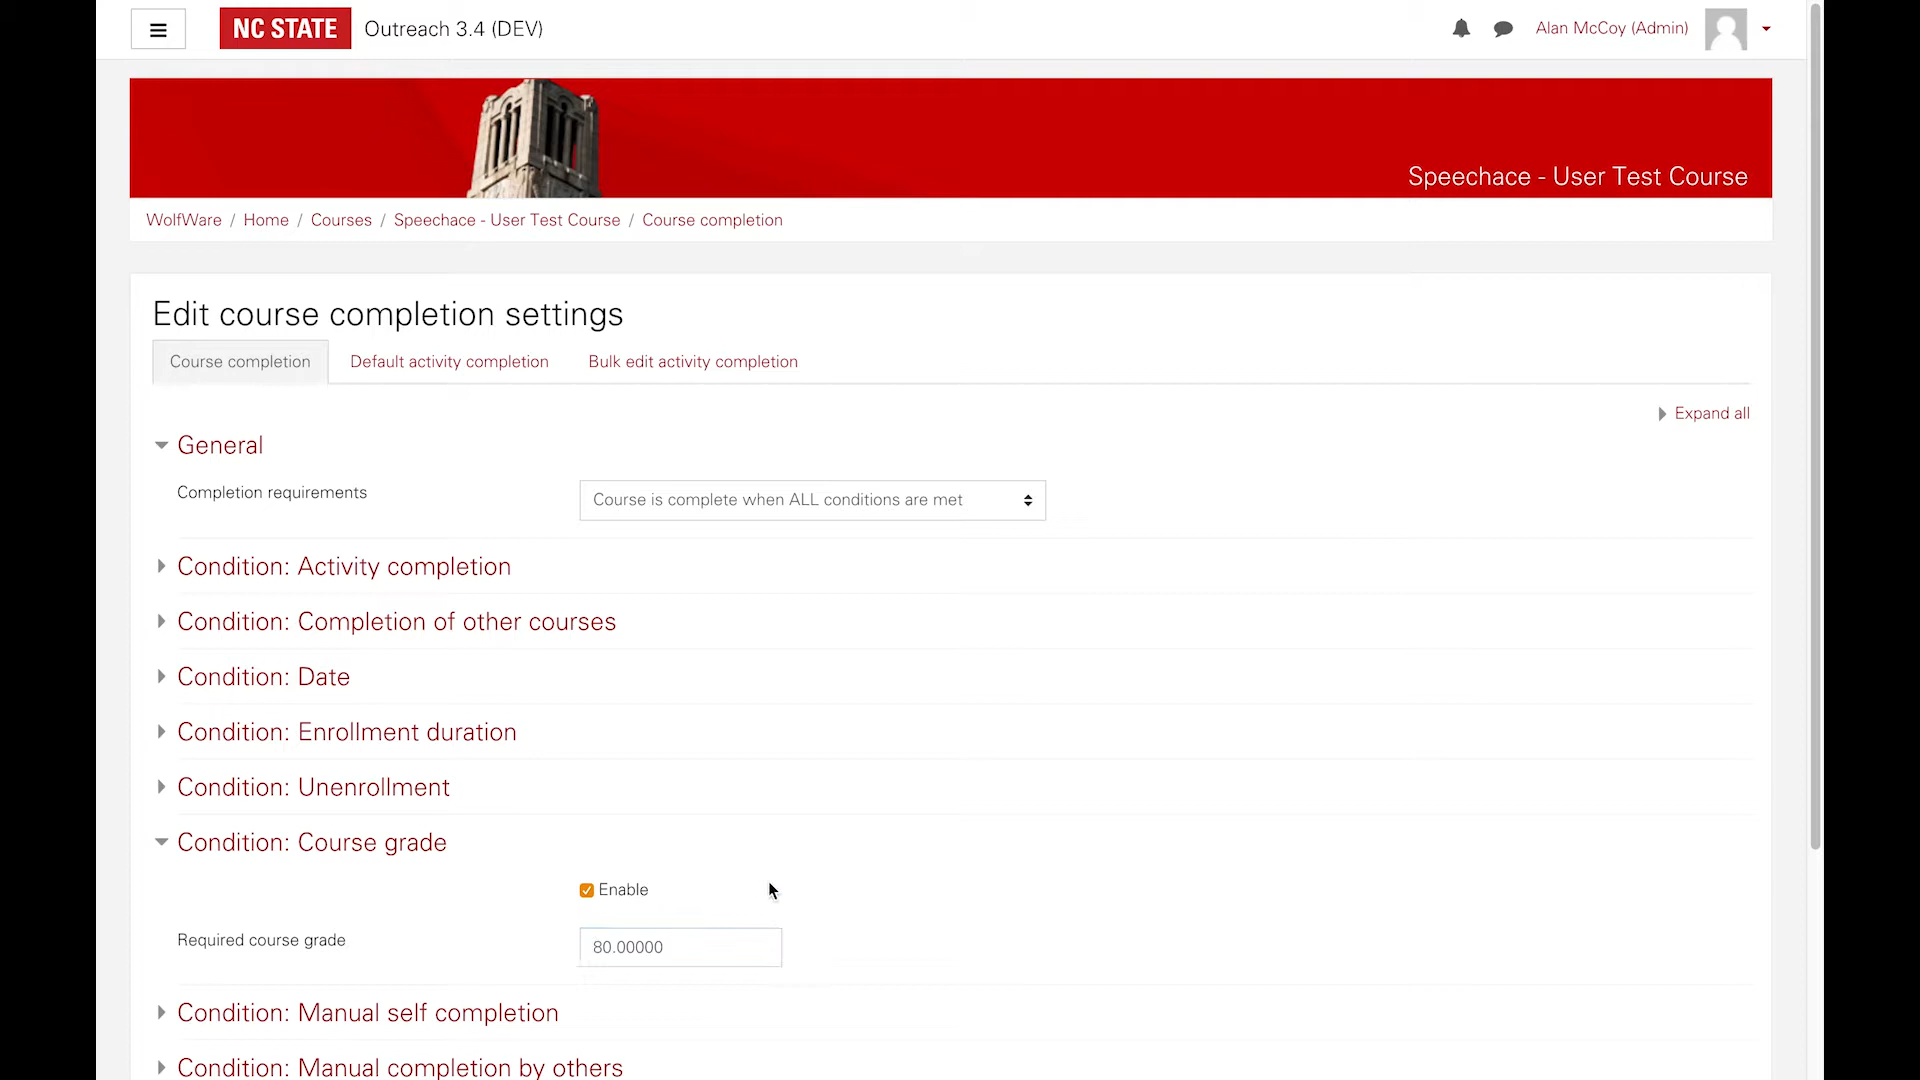 NC STATE Outreach 3.4 (DEV) Alan McCoy (Admin)
Speechace - User Test Course
WolfWare / Home / Courses / Speechace - User Test Course / Course completion
Edit course completion settings
Course completion Default activity completion Bulk edit activity completion
Expand all
General
Completion requirements Course is complete when ALL conditions are met
Condition: Activity completion
Condition: Completion of other courses
Condition: Date
Condition: Enrollment duration
Condition: Unenrollment
Condition: Course grade
Enable
Required course grade 80.00000
Condition: Manual self completion
Condition: Manual completion by others